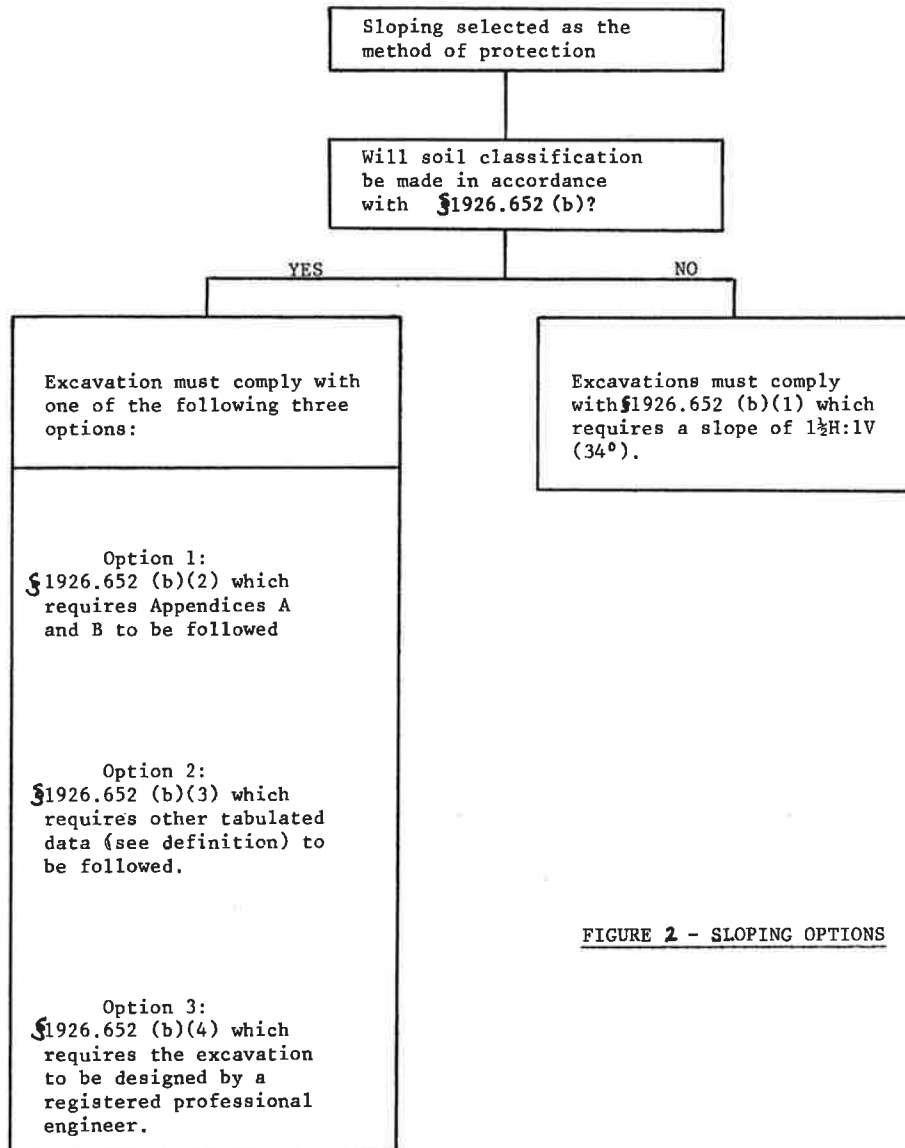 Sloping selected as the
method of protection
Will soil classification
be made in accordance
with §1926.652 (b)?
YES
NO
Excavation must comply with
one of the following three
options:
Excavations must comply
with §1926.652 (b)(1) which
requires a slope of 1½H:1V
(34°).
Option 1:
§1926.652 (b)(2) which
requires Appendices A
and B to be followed
Option 2:
§1926.652 (b)(3) which
requires other tabulated
data (see definition) to
be followed.
FIGURE 2 - SLOPING OPTIONS
Option 3:
§1926.652 (b)(4) which
requires the excavation
to be designed by a
registered professional
engineer.